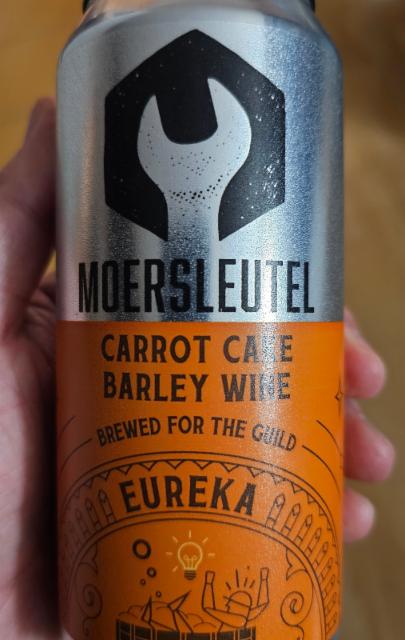 MOERSLEUTEL
CARROT CAKE
BARLEY WINE
BREWED FOR THE GUILD
EUREKA